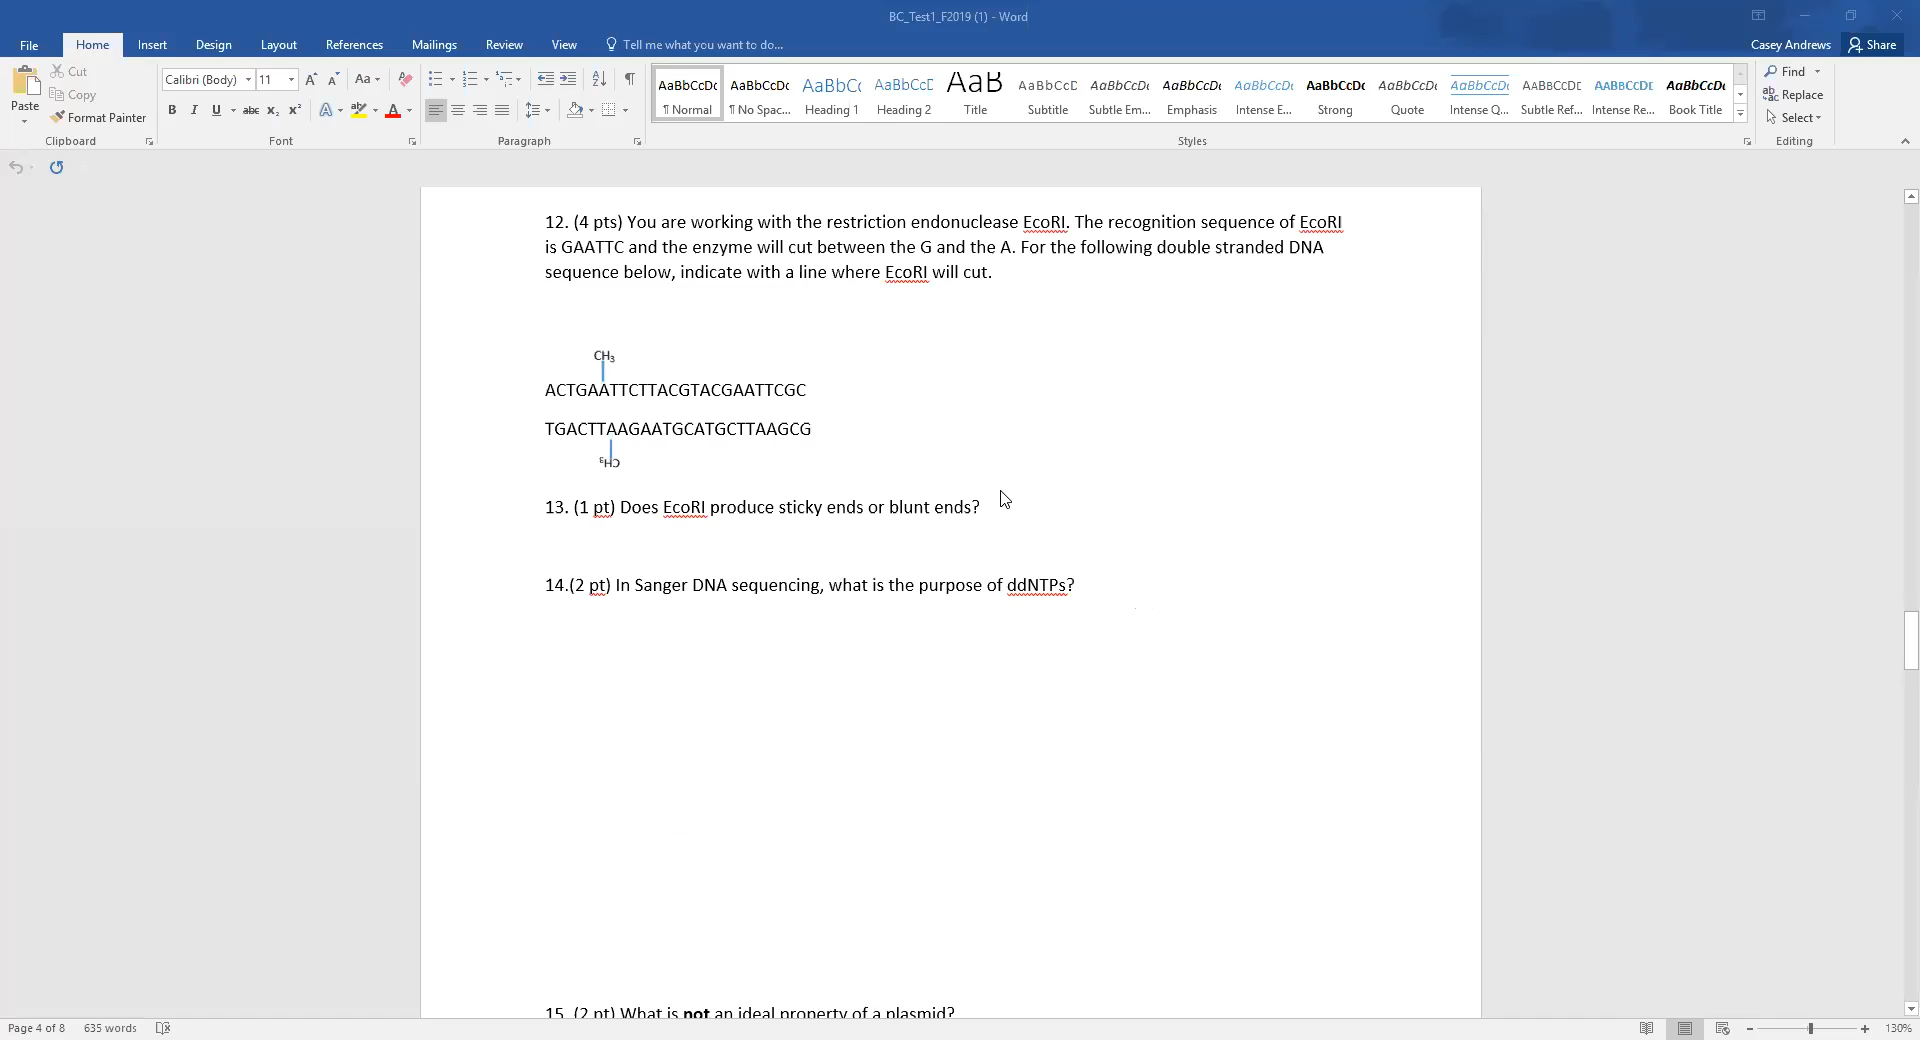 BC_Test1_F2019 (1) - Word
File Home Insert Design Layout References Mailings Review View Tell me what you want to do... Casey Andrews Share
Paste Cut Copy Format Painter
Calibri (Body) 11 Aa
B I U abc x₂ x² A ab A
AaBbCcDc AaBbCcDc AaBbCc AaBbCcD AaB AaBbCcD AaBbCcDc AaBbCcDc AaBbCcDc AaBbCcDc AaBbCcDc AaBbCcDc AABBCCDD AABBCCDE AaBbCcDc
¶ Normal ¶ No Spac... Heading 1 Heading 2 Title Subtitle Subtle Em... Emphasis Intense E... Strong Quote Intense Q... Subtle Ref... Intense Re... Book Title
Find Replace Select
Clipboard Font Paragraph Styles Editing
12. (4 pts) You are working with the restriction endonuclease EcoRI. The recognition sequence of EcoRI
is GAATTC and the enzyme will cut between the G and the A. For the following double stranded DNA
sequence below, indicate with a line where EcoRI will cut.
CH₃
ACTGAATTCTTACGTACGAATTCGC
TGACTTAAGAATGCATGCTTAAGCG
CH₃
13. (1 pt) Does EcoRI produce sticky ends or blunt ends?
14.(2 pt) In Sanger DNA sequencing, what is the purpose of ddNTPs?
15. (2 pt) What is not an ideal property of a plasmid?
Page 4 of 8 635 words 130%